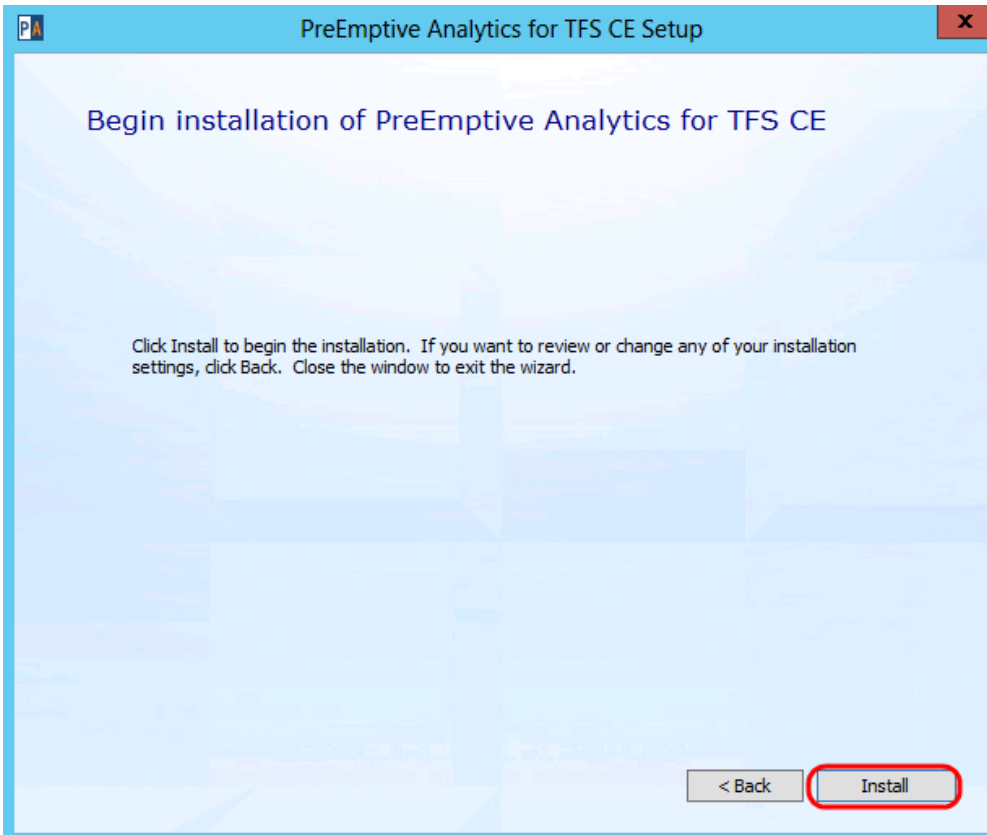 PA PreEmptive Analytics for TFS CE Setup x
Begin installation of PreEmptive Analytics for TFS CE
Click Install to begin the installation. If you want to review or change any of your installation
settings, click Back. Close the window to exit the wizard.
< Back Install